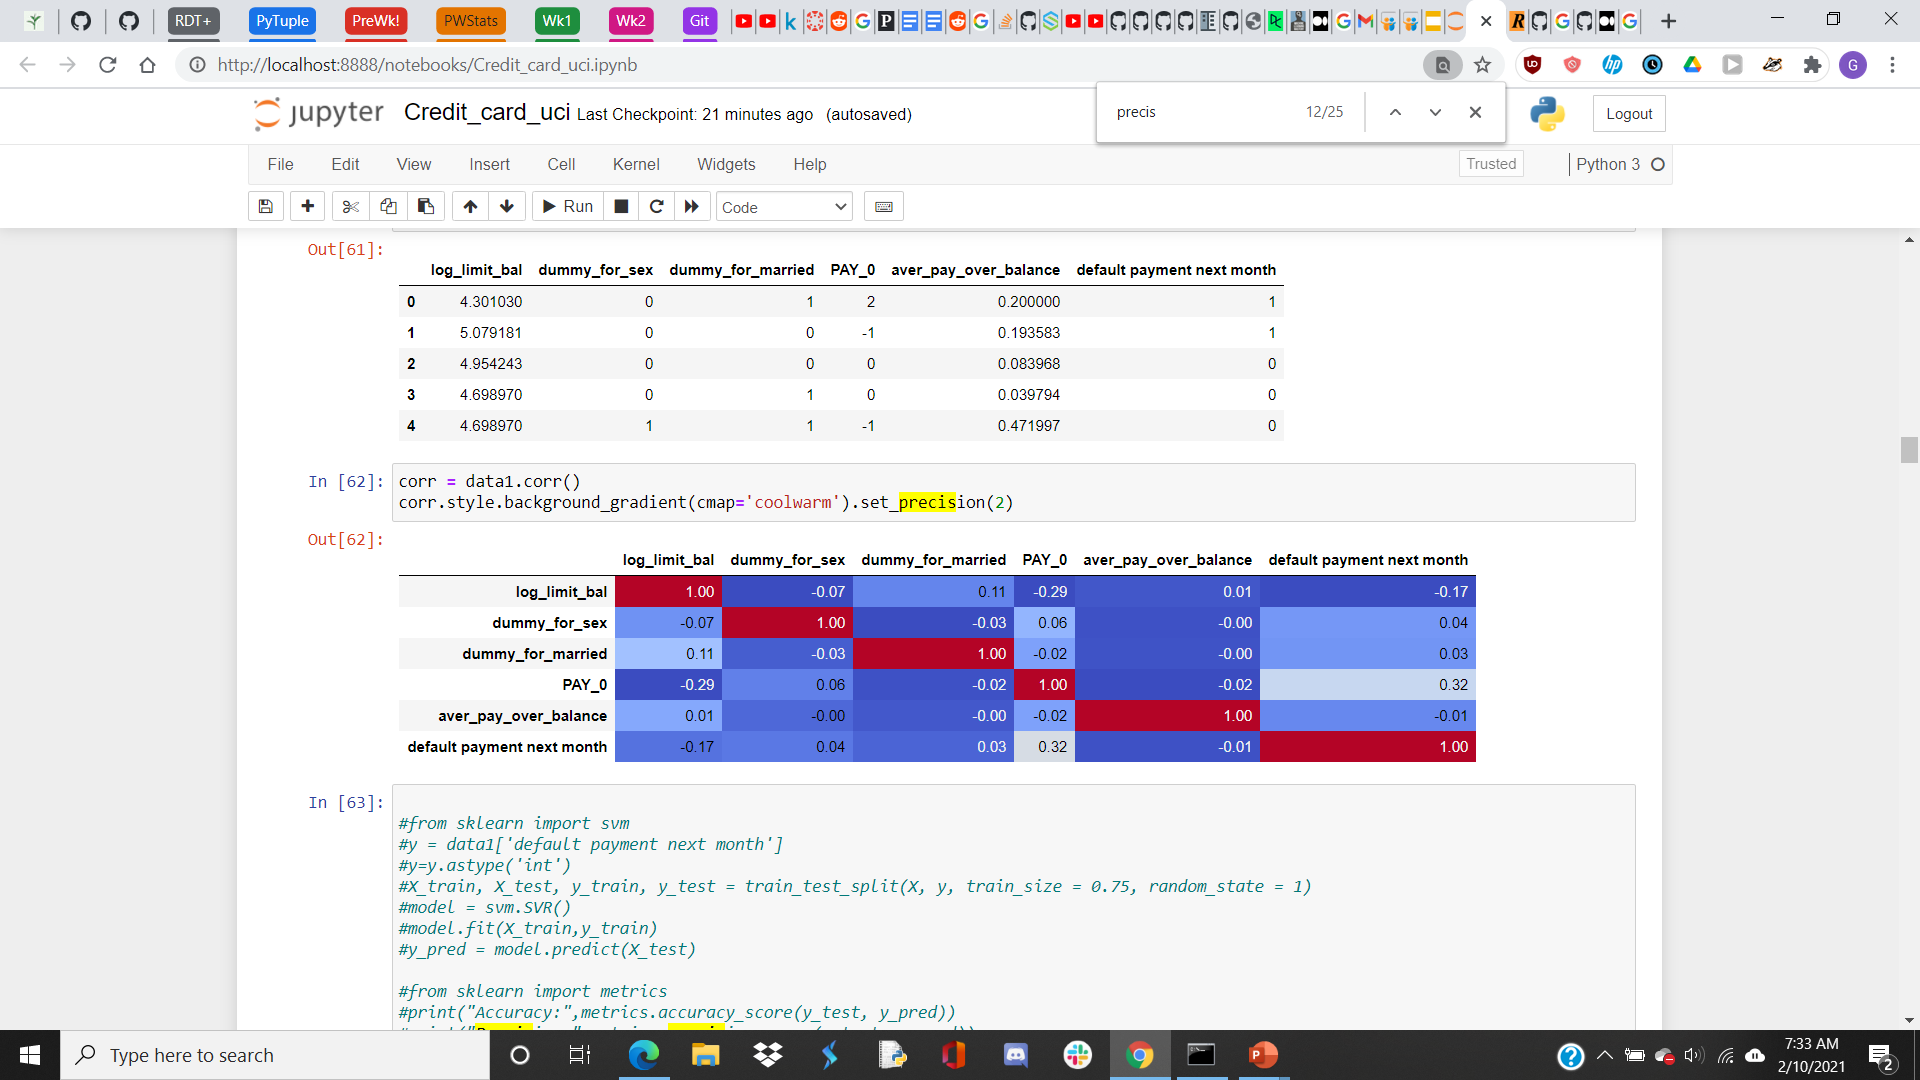 RDT+ PyTuple PreWk! PWStats Wk1 Wk2 Git
http://localhost:8888/notebooks/Credit_card_uci.ipynb
G
precis 12/25
jupyter Credit_card_uci Last Checkpoint: 21 minutes ago (autosaved)
Logout
File Edit View Insert Cell Kernel Widgets Help
Trusted Python 3
Run Code
Out[61]:
log_limit_bal dummy_for_sex dummy_for_married PAY_0 aver_pay_over_balance default payment next month
0 4.301030 0 1 2 0.200000 1
1 5.079181 0 0 -1 0.193583 1
2 4.954243 0 0 0 0.083968 0
3 4.698970 0 1 0 0.039794 0
4 4.698970 1 1 -1 0.471997 0
In [62]: corr = data1.corr()
corr.style.background_gradient(cmap='coolwarm').set_precision(2)
Out[62]:
log_limit_bal dummy_for_sex dummy_for_married PAY_0 aver_pay_over_balance default payment next month
log_limit_bal 1.00 -0.07 0.11 -0.29 0.01 -0.17
dummy_for_sex -0.07 1.00 -0.03 0.06 -0.00 0.04
dummy_for_married 0.11 -0.03 1.00 -0.02 -0.00 0.03
PAY_0 -0.29 0.06 -0.02 1.00 -0.02 0.32
aver_pay_over_balance 0.01 -0.00 -0.00 -0.02 1.00 -0.01
default payment next month -0.17 0.04 0.03 0.32 -0.01 1.00
In [63]:
#from sklearn import svm
#y = data1['default payment next month']
#y=y.astype('int')
#X_train, X_test, y_train, y_test = train_test_split(X, y, train_size = 0.75, random_state = 1)
#model = svm.SVR()
#model.fit(X_train,y_train)
#y_pred = model.predict(X_test)
#from sklearn import metrics
#print("Accuracy:",metrics.accuracy_score(y_test, y_pred))
Type here to search
7:33 AM
2/10/2021
2